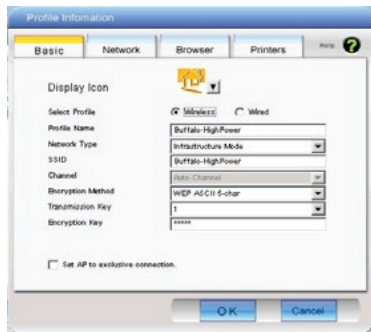 Profile Infomation
Basic Network Browser Printers Help ?
Display Icon
Select Profile Wireless Wired
Profile Name Buffalo-HighPower
Network Type Infrastructure Mode
SSID Buffalo-HighPower
Channel Auto-Channel
Encryption Method WEP ASCII 5-char
Transmission Key 1
Encryption Key *****
Set AP to exclusive connection.
OK Cancel